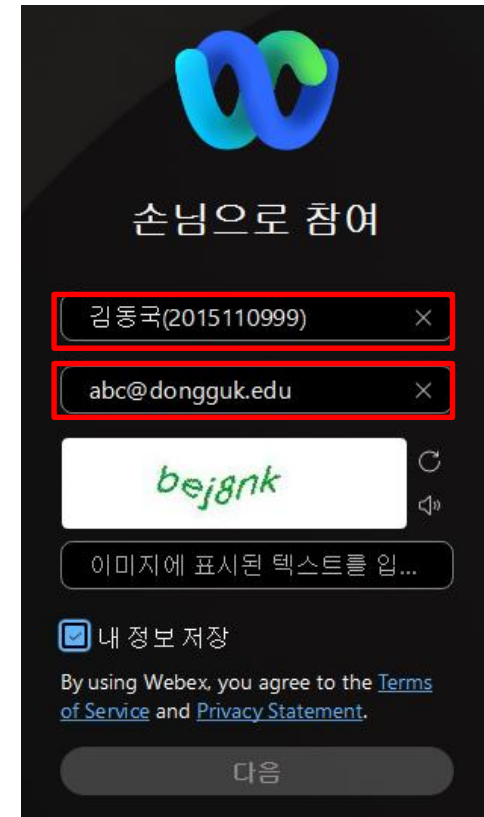 손님으로 참여
김동국(2015110999)
abc@dongguk.edu
bej8nk
이미지에 표시된 텍스트를 입...
내 정보 저장
By using Webex, you agree to the Terms
of Service and Privacy Statement.
다음